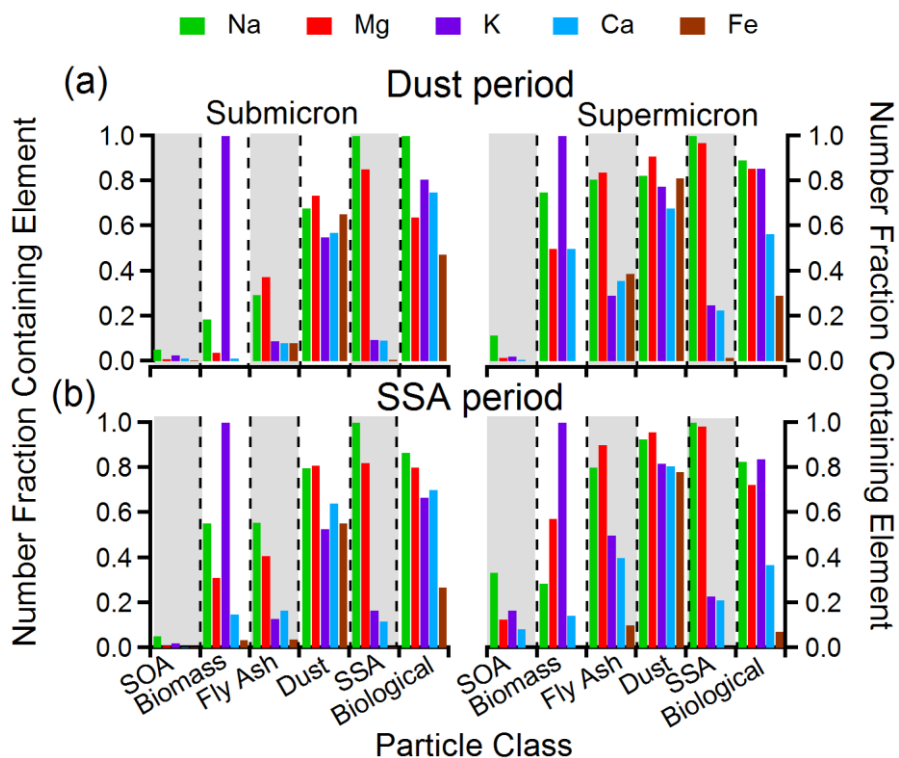 Na Mg K Ca Fe
(a) Dust period
Submicron Supermicron
Number Fraction Containing Element
1.0
0.8
0.6
0.4
0.2
0.0
1.0
0.8
0.6
0.4
0.2
0.0
Number Fraction Containing Element
(b) SSA period
1.0
0.8
0.6
0.4
0.2
0.0
1.0
0.8
0.6
0.4
0.2
0.0
SOA Biomass Fly Ash Dust SSA Biological
SOA Biomass Fly Ash Dust SSA Biological
Particle Class